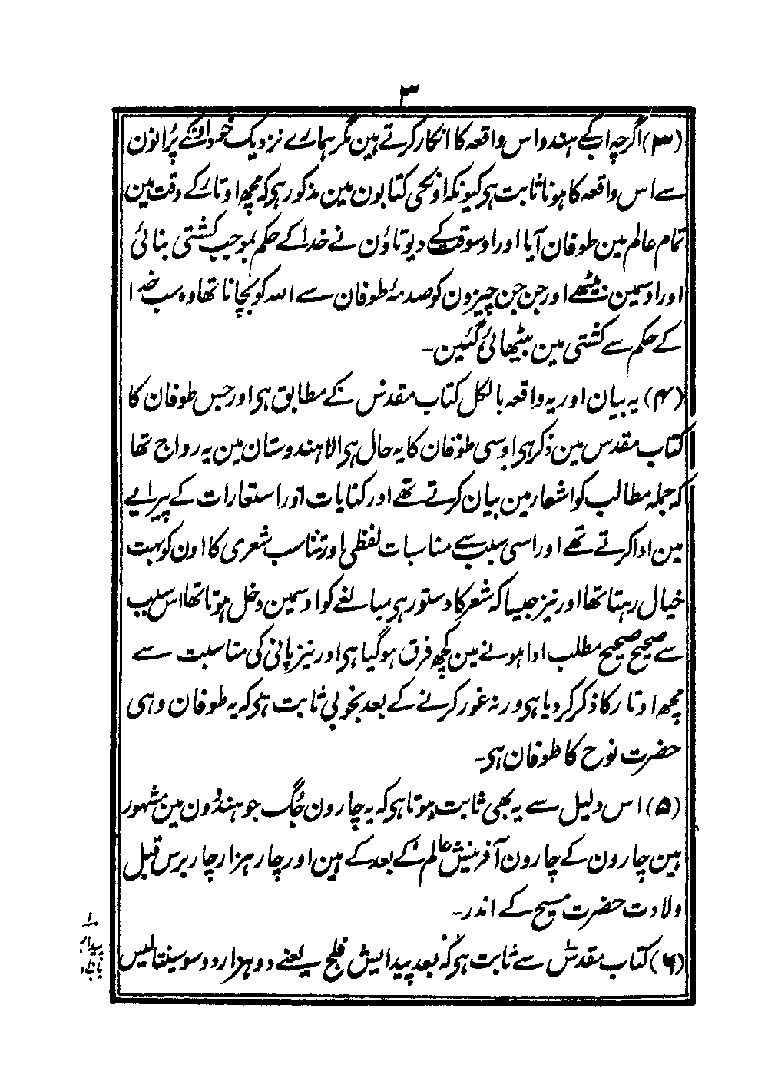 ۳
(۳) اگرچہ ابکے ہندو اس واقعہ کا انکار کرتے ہین مگر ہمارے نزدیک خود انکے پُرانون
سے اس واقعہ کا ہونا ثابت ہی کیونکہ اونکی کتابون مین مذکور ہی کہ مچھ اوتار کے وقت مین
تمام عالم مین طوفان آیا اور اوسوقت کے دیوتاؤن نے خدا کے حکم بموجب کشتی بنائی
اور اوسمین بیٹھے اور جن جن چیزون کو صدمۂ طوفان سے اللہ کو بچانا تھا وہ سب خدا
کے حکم سے کشتی مین بیٹھائی گئین۔
(۴) یہ بیان اور یہ واقعہ بالکل کتاب مقدس کے مطابق ہی اور جس طوفان کا
کتاب مقدس مین ذکر ہی اوسی طوفان کا یہ حال ہی الا ہندوستان مین یہ رواج تھا
کہ جملہ مطالب کو اشعار مین بیان کرتے تھے اور کنایات اور استعارات کے پیرایے
مین ادا کرتے تھے اور اسی سبب سے مناسبات لفظی اور تناسب شعری کا اون کو بہت
خیال رہتا تھا اور نیز جیسا کہ شعر کا دستور ہی مبالغے کو اوسمین دخل ہوتا تھا اس سبب
سے صحیح صحیح مطلب ادا ہونے مین کچھ فرق ہو گیا ہی اور نیز پانی کی مناسبت سے
مچھ اوتار کا ذکر کر دیا ہی ورنہ غور کرنے کے بعد بخوبی ثابت ہی کہ یہ طوفان وہی
حضرت نوح کا طوفان ہی۔
(۵) اس دلیل سے یہ بھی ثابت ہوتا ہی کہ یہ چارون جُگ جو ہندؤون مین مشہور
ہین چارون کے چارون آفرینش عالم کے بعد کے ہین اور چار ہزار چار برس قبل
ولادت حضرت مسیح کے اندر۔
(۶) کتاب مقدس سے ثابت ہی کہ بعد پیدایش فلج یعنے دو ہزار دو سو سینتالیس